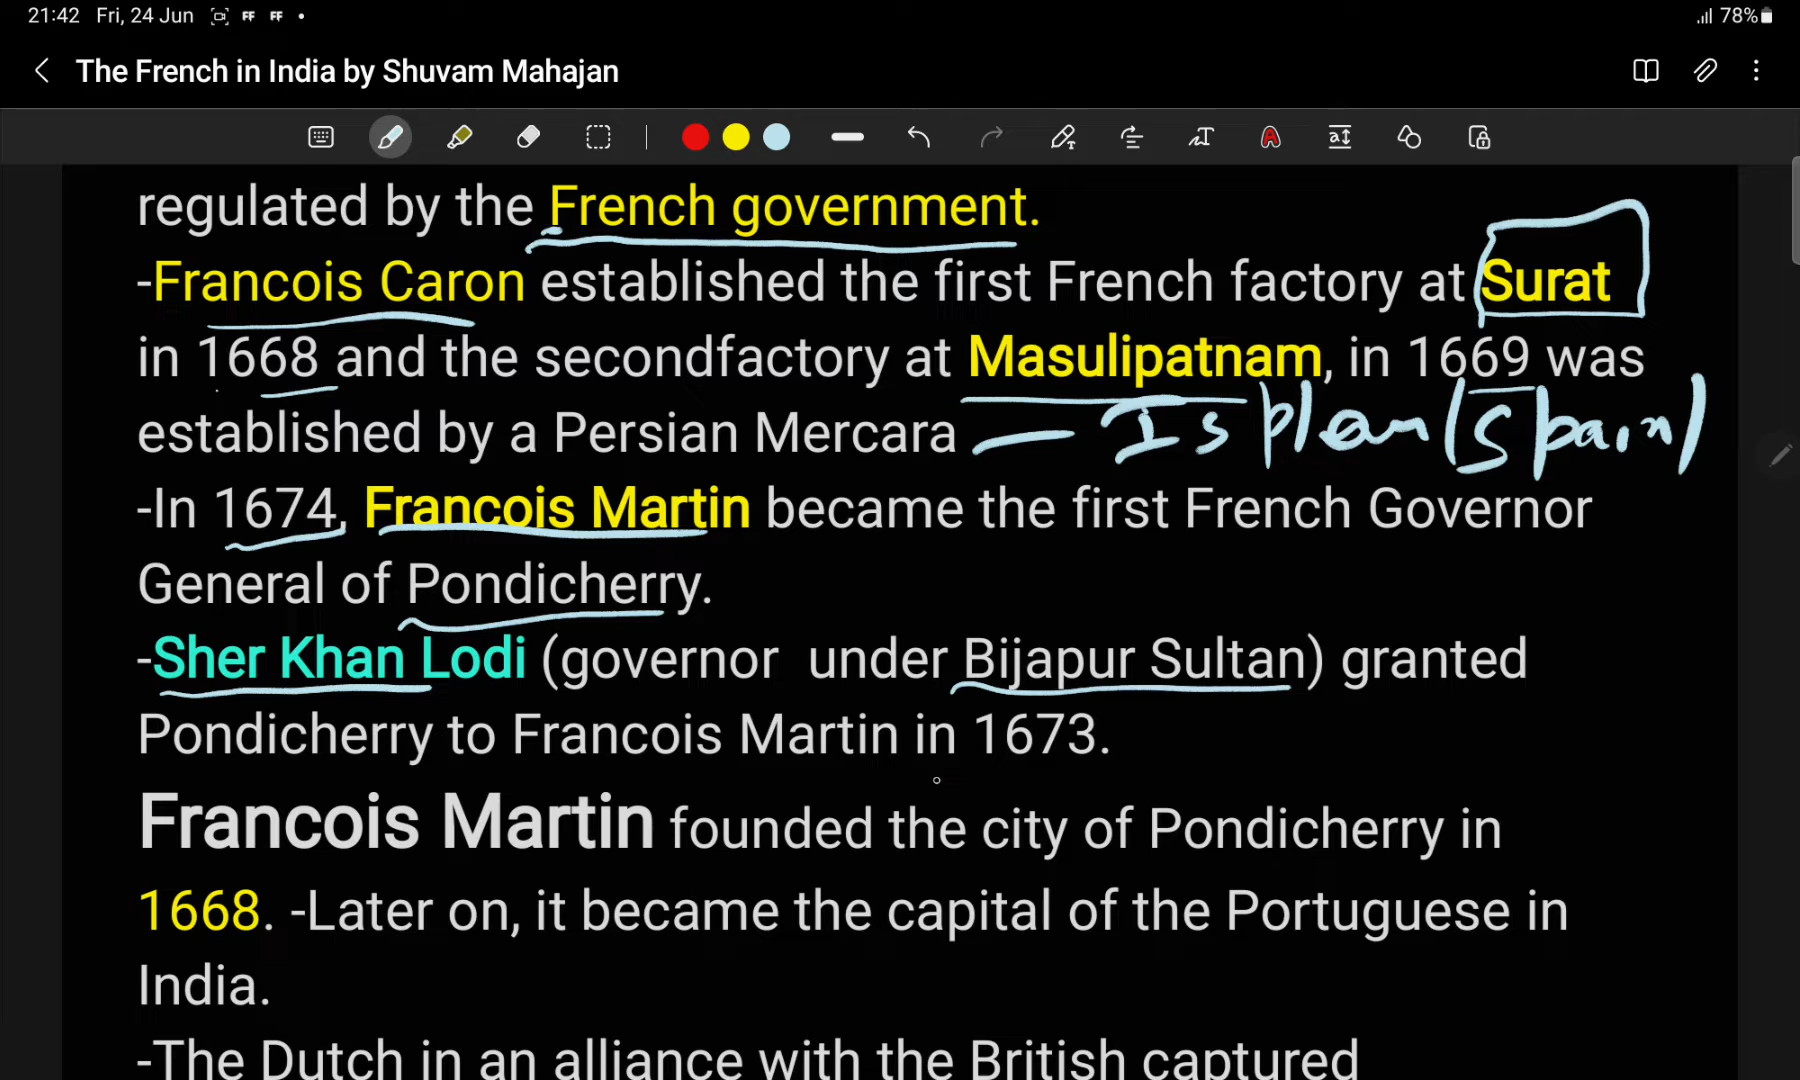 21:42 Fri, 24 Jun FF FF • 78%
The French in India by Shuvam Mahajan
regulated by the French government.
-Francois Caron established the first French factory at Surat
in 1668 and the secondfactory at Masulipatnam, in 1669 was
established by a Persian Mercara — Isplan (Spain)
-In 1674, Francois Martin became the first French Governor
General of Pondicherry.
-Sher Khan Lodi (governor under Bijapur Sultan) granted
Pondicherry to Francois Martin in 1673.
Francois Martin founded the city of Pondicherry in
1668. -Later on, it became the capital of the Portuguese in
India.
-The Dutch in an alliance with the British captured